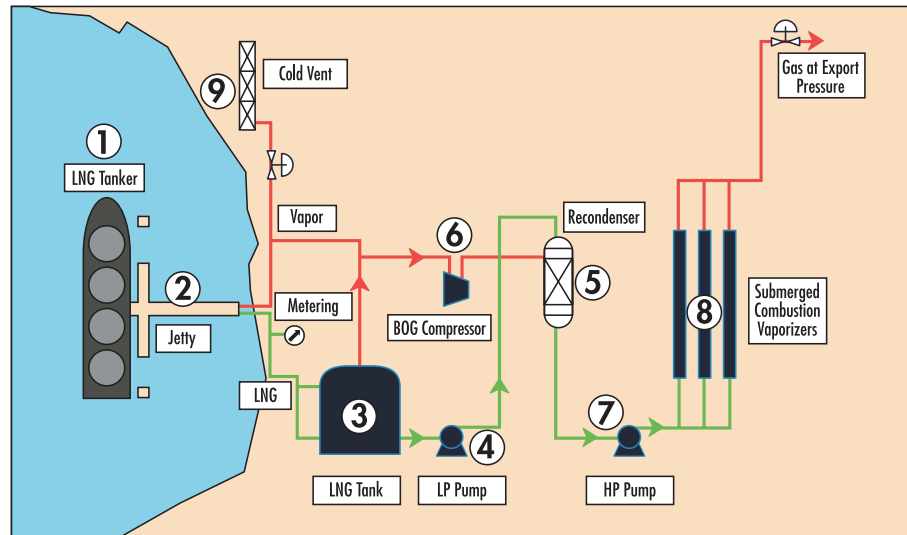 9
Cold Vent
Gas at Export
Pressure
1
LNG Tanker
Vapor
6
Recondenser
2
Metering
5
8
Submerged
Combustion
Vaporizers
Jetty
BOG Compressor
LNG
3
4
7
LNG Tank
LP Pump
HP Pump